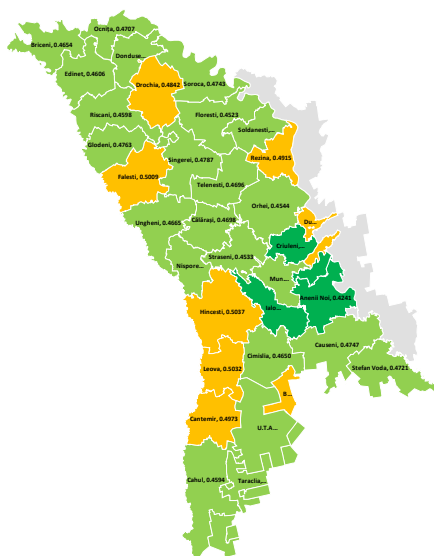 Ocnița, 0.4707
Briceni, 0.4654
Donduse...
Edinet, 0.4606
Drochia, 0.4842
Soroca, 0.4743
Riscani, 0.4598
Floresti, 0.4523
Soldanesti,...
Glodeni, 0.4763
Singerei, 0.4787
Rezina, 0.4915
Falesti, 0.5009
Telenesti, 0.4696
Orhei, 0.4544
Ungheni, 0.4665
Călărași, 0.4698
Du...
Criuleni,...
Straseni, 0.4533
Nispore...
Mun...
Anenii Noi, 0.4241
Ialo...
Hincesti, 0.5037
Causeni, 0.4747
Cimislia, 0.4650
Leova, 0.5032
Stefan Voda, 0.4721
B...
Cantemir, 0.4973
U.T.A...
Cahul, 0.4594
Taraclia,...